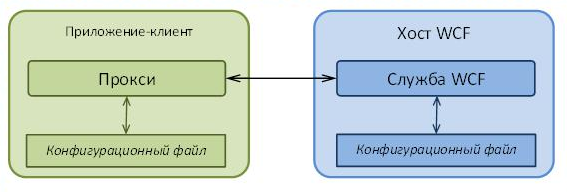 Приложение-клиент
Хост WCF
Прокси
Служба WCF
Конфигурационный файл
Конфигурационный файл